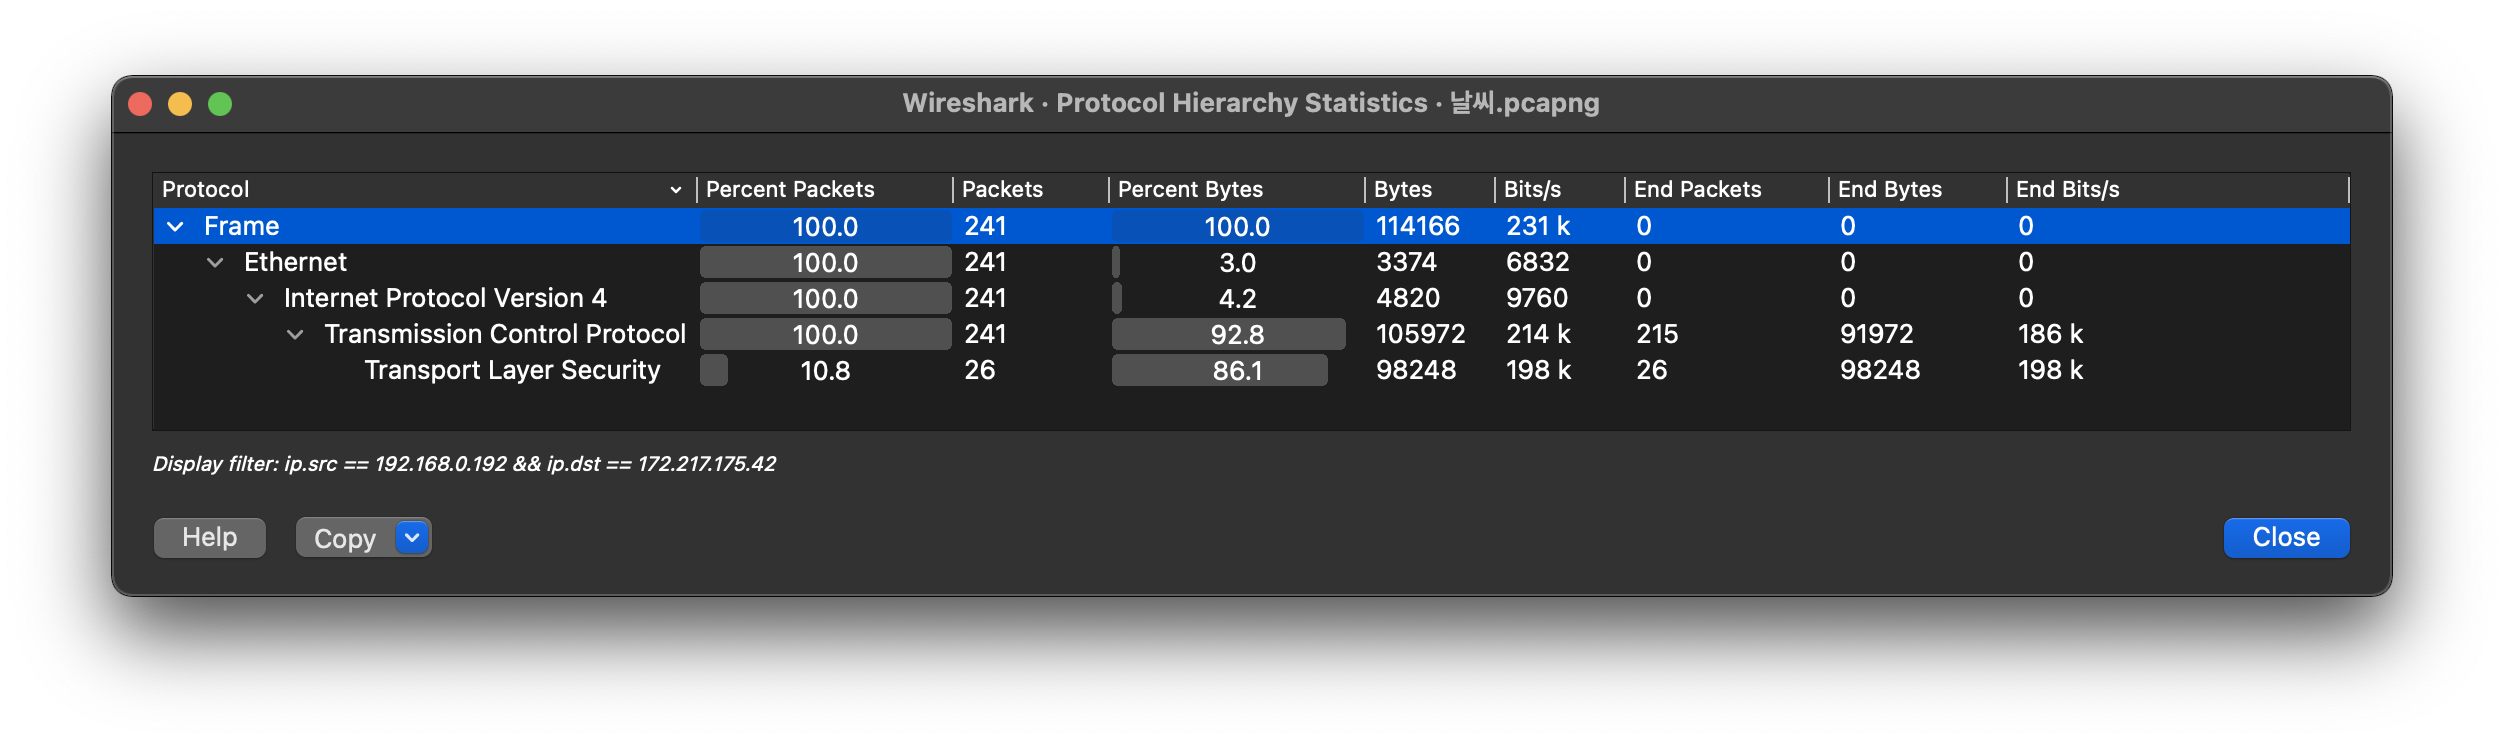 Wireshark · Protocol Hierarchy Statistics · 날씨.pcapng
Protocol Percent Packets Packets Percent Bytes Bytes Bits/s End Packets End Bytes End Bits/s
Frame 100.0 241 100.0 114166 231 k 0 0 0
Ethernet 100.0 241 3.0 3374 6832 0 0 0
Internet Protocol Version 4 100.0 241 4.2 4820 9760 0 0 0
Transmission Control Protocol 100.0 241 92.8 105972 214 k 215 91972 186 k
Transport Layer Security 10.8 26 86.1 98248 198 k 26 98248 198 k
Display filter: ip.src == 192.168.0.192 && ip.dst == 172.217.175.42
Help Copy Close